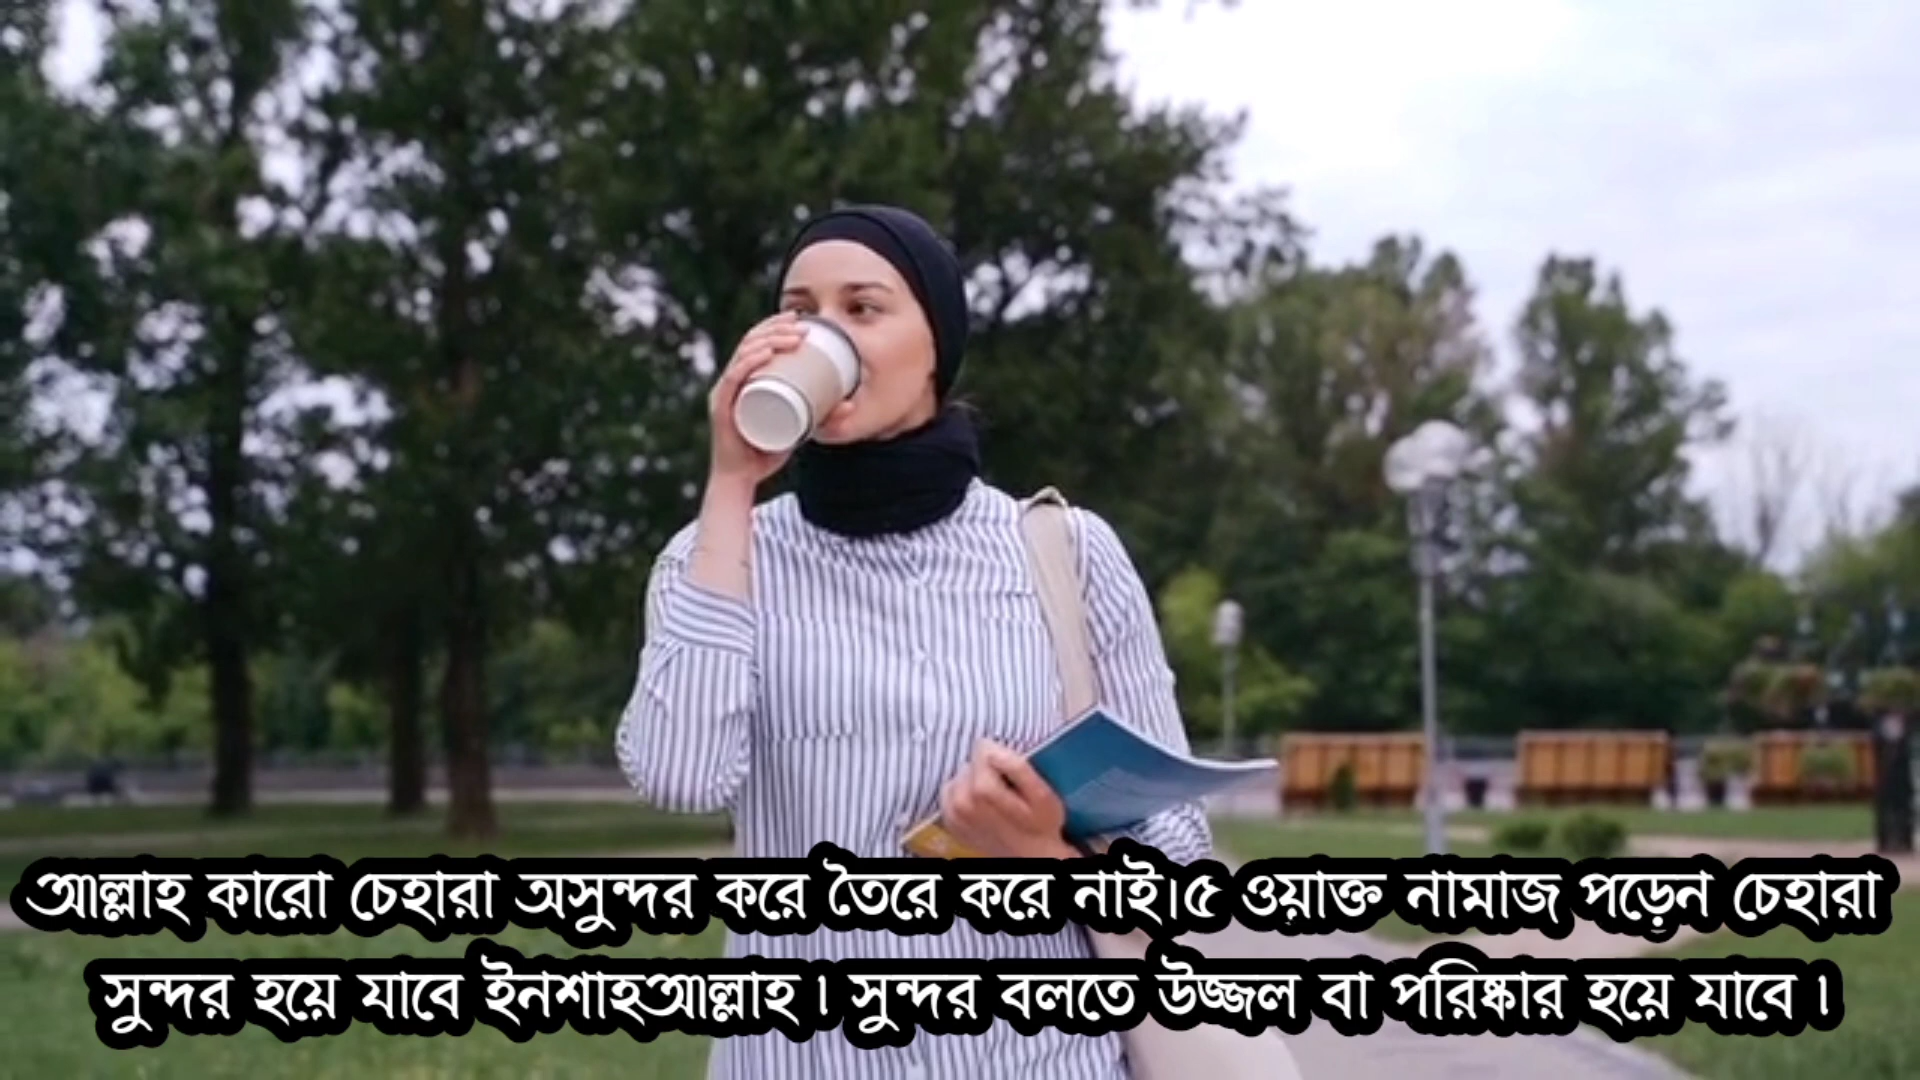 আল্লাহ কারো চেহারা অসুন্দর করে তৈরে করে নাই।৫ ওয়াক্ত নামাজ পড়েন চেহারা
সুন্দর হয়ে যাবে ইনশাহআল্লাহ । সুন্দর বলতে উজ্জল বা পরিষ্কার হয়ে যাবে ।